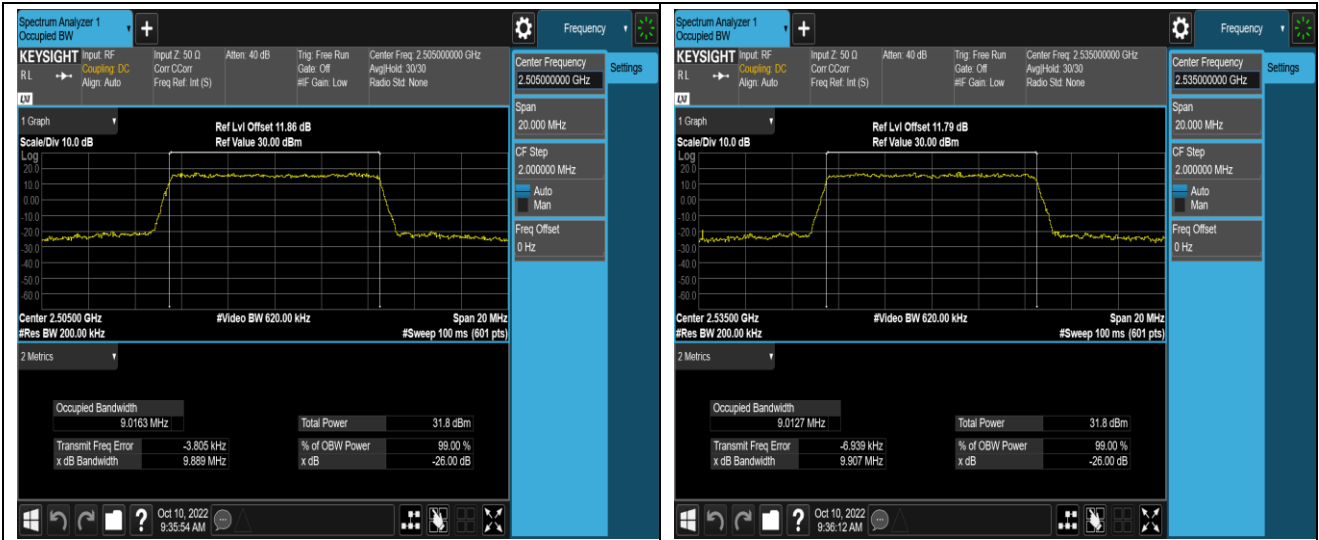 Spectrum Analyzer 1
Occupied BW
+
Frequency
KEYSIGHT Input: RF Input Z: 50 Ω Atten: 40 dB Trig: Free Run Center Freq: 2.505000000 GHz
RL Coupling: DC Corr CCorr Gate: Off Avg|Hold: 30/30
Align: Auto Freq Ref: Int (S) #IF Gain: Low Radio Std: None
LXI
Center Frequency
2.505000000 GHz
Settings
Span
20.000 MHz
CF Step
2.000000 MHz
Auto
Man
Freq Offset
0 Hz
1 Graph
Ref Lvl Offset 11.86 dB
Scale/Div 10.0 dB Ref Value 30.00 dBm
Log
20.0
10.0
0.00
-10.0
-20.0
-30.0
-40.0
-50.0
-60.0
Center 2.50500 GHz #Video BW 620.00 kHz Span 20 MHz
#Res BW 200.00 kHz #Sweep 100 ms (601 pts)
2 Metrics
Occupied Bandwidth
9.0163 MHz Total Power 31.8 dBm
Transmit Freq Error -3.805 kHz % of OBW Power 99.00 %
x dB Bandwidth 9.889 MHz x dB -26.00 dB
? Oct 10, 2022
9:35:54 AM
Spectrum Analyzer 1
Occupied BW
+
Frequency
KEYSIGHT Input: RF Input Z: 50 Ω Atten: 40 dB Trig: Free Run Center Freq: 2.535000000 GHz
RL Coupling: DC Corr CCorr Gate: Off Avg|Hold: 30/30
Align: Auto Freq Ref: Int (S) #IF Gain: Low Radio Std: None
LXI
Center Frequency
2.535000000 GHz
Settings
Span
20.000 MHz
CF Step
2.000000 MHz
Auto
Man
Freq Offset
0 Hz
1 Graph
Ref Lvl Offset 11.79 dB
Scale/Div 10.0 dB Ref Value 30.00 dBm
Log
20.0
10.0
0.00
-10.0
-20.0
-30.0
-40.0
-50.0
-60.0
Center 2.53500 GHz #Video BW 620.00 kHz Span 20 MHz
#Res BW 200.00 kHz #Sweep 100 ms (601 pts)
2 Metrics
Occupied Bandwidth
9.0127 MHz Total Power 31.8 dBm
Transmit Freq Error -6.939 kHz % of OBW Power 99.00 %
x dB Bandwidth 9.907 MHz x dB -26.00 dB
? Oct 10, 2022
9:36:12 AM